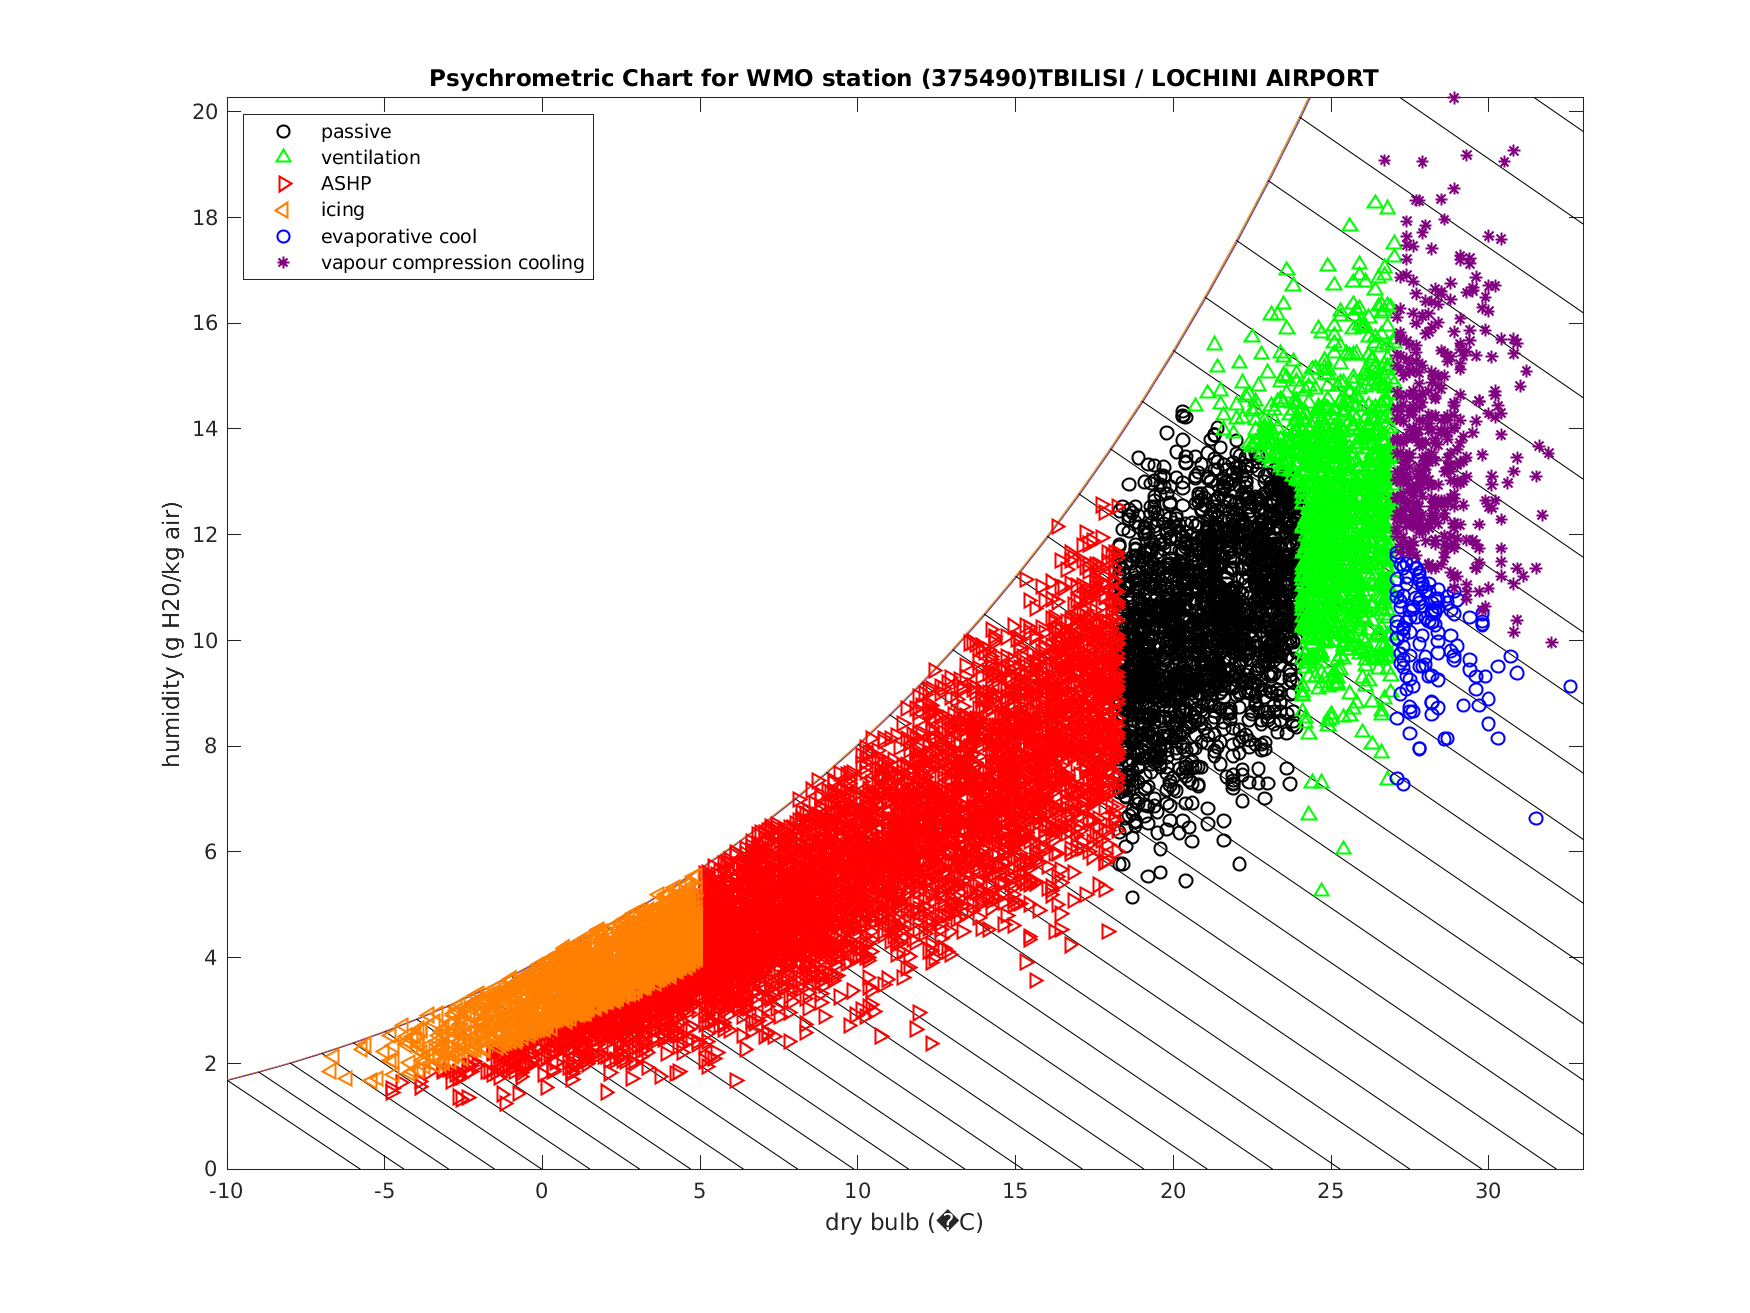 Psychrometric Chart for WMO station (375490)TBILISI / LOCHINI AIRPORT
passive
ventilation
ASHP
icing
evaporative cool
vapour compression cooling
humidity (g H20/kg air)
20
18
16
14
12
10
8
6
4
2
0
-10 -5 0 5 10 15 20 25 30
dry bulb (�C)